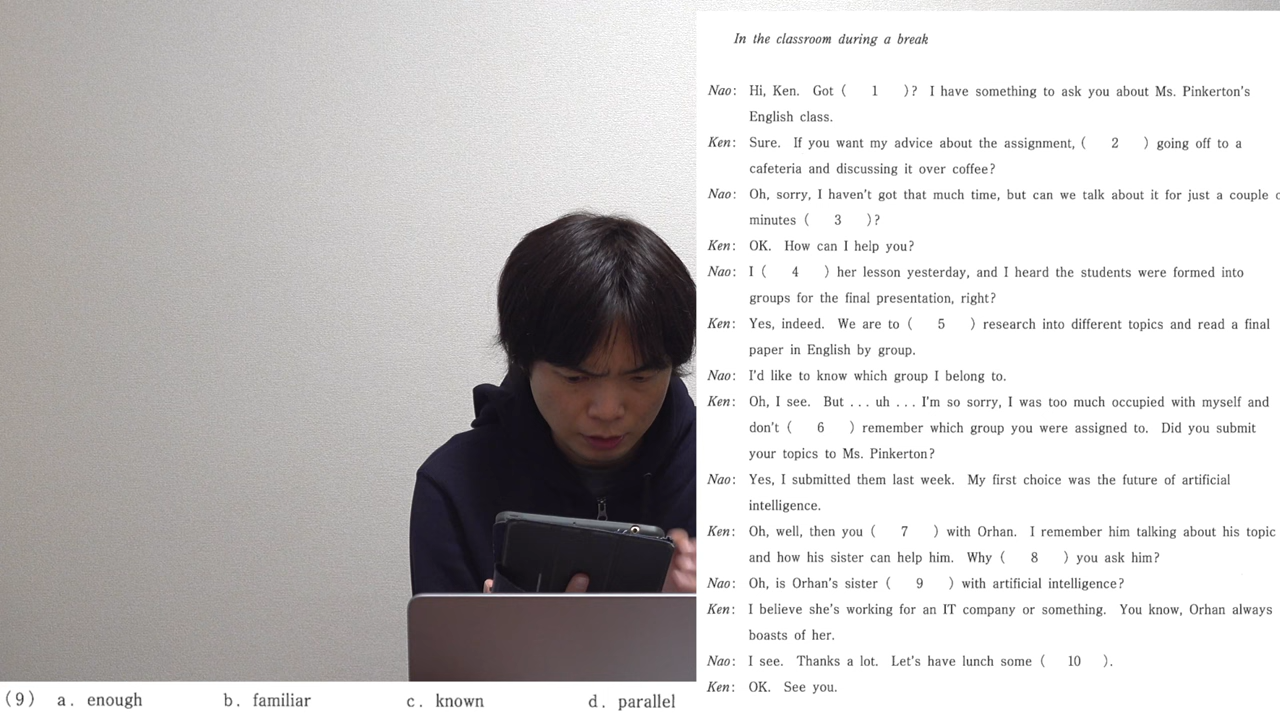 In the classroom during a break
Nao: Hi, Ken. Got ( 1 )? I have something to ask you about Ms. Pinkerton's
English class.
Ken: Sure. If you want my advice about the assignment, ( 2 ) going off to a
cafeteria and discussing it over coffee?
Nao: Oh, sorry, I haven't got that much time, but can we talk about it for just a couple
minutes ( 3 )?
Ken: OK. How can I help you?
Nao: I ( 4 ) her lesson yesterday, and I heard the students were formed into
groups for the final presentation, right?
Ken: Yes, indeed. We are to ( 5 ) research into different topics and read a final
paper in English by group.
Nao: I'd like to know which group I belong to.
Ken: Oh, I see. But ... uh ... I'm so sorry, I was too much occupied with myself and
don't ( 6 ) remember which group you were assigned to. Did you submit
your topics to Ms. Pinkerton?
Nao: Yes, I submitted them last week. My first choice was the future of artificial
intelligence.
Ken: Oh, well, then you ( 7 ) with Orhan. I remember him talking about his topic
and how his sister can help him. Why ( 8 ) you ask him?
Nao: Oh, is Orhan's sister ( 9 ) with artificial intelligence?
Ken: I believe she's working for an IT company or something. You know, Orhan always
boasts of her.
Nao: I see. Thanks a lot. Let's have lunch some ( 10 ).
Ken: OK. See you.
(9) a. enough b. familiar c. known d. parallel